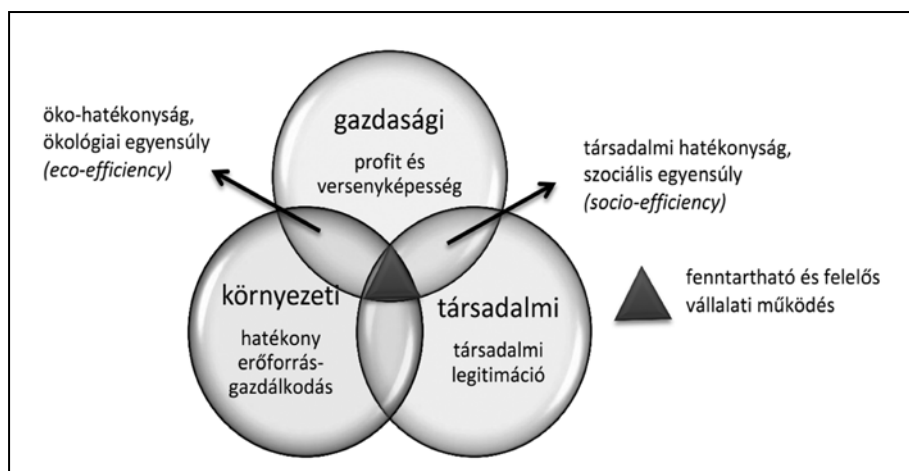 öko-hatékonyság,
ökológiai egyensúly
(eco-efficiency)
gazdasági
profit és
versenyképesség
társadalmi hatékonyság,
szociális egyensúly
(socio-efficiency)
környezeti
hatékony
erőforrás-
gazdálkodás
társadalmi
társadalmi
legitimáció
fenntartható és felelős
vállalati működés